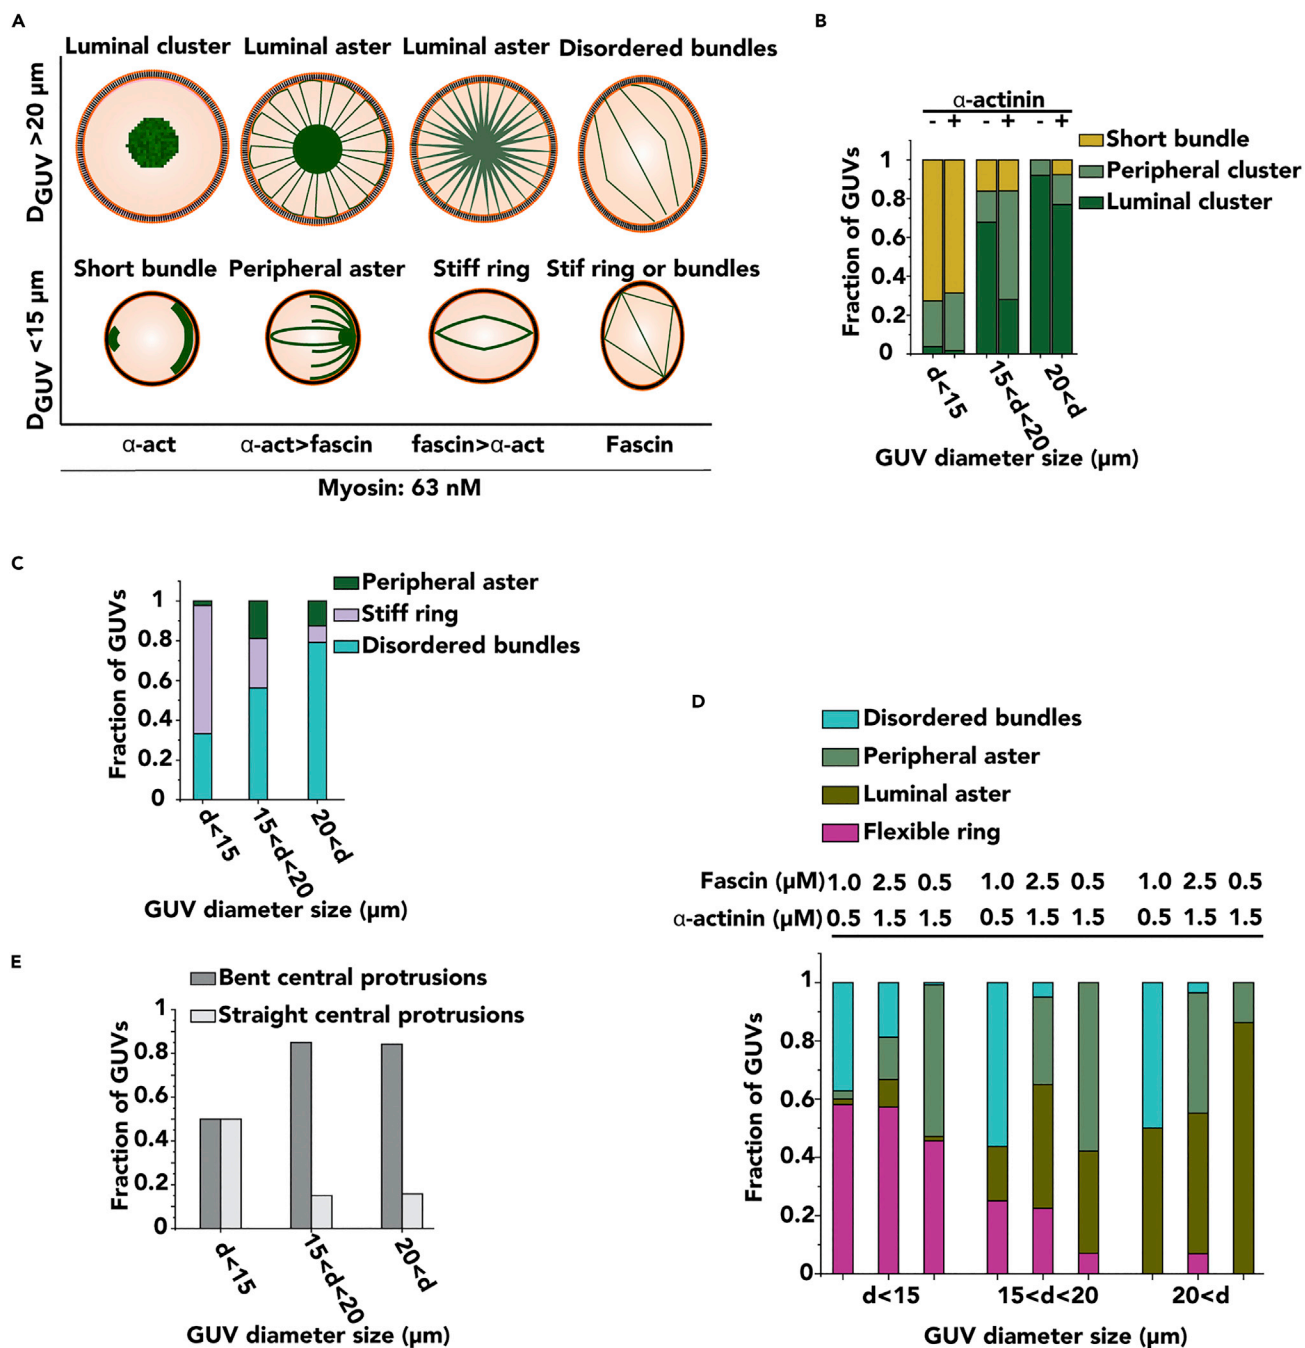 A
Luminal cluster Luminal aster Luminal aster Disordered bundles
D GUV >20 µm
Short bundle Peripheral aster Stiff ring Stif ring or bundles
D GUV <15 µm
α-act α-act>fascin fascin>α-act Fascin
Myosin: 63 nM
B
α-actinin
- + - + - +
Short bundle
Peripheral cluster
Luminal cluster
Fraction of GUVs
1
0.8
0.6
0.4
0.2
0
d<15 15<d<20 20<d
GUV diameter size (µm)
C
Peripheral aster
Stiff ring
Disordered bundles
Fraction of GUVs
1
0.8
0.6
0.4
0.2
0
d<15 15<d<20 20<d
GUV diameter size (µm)
D
Disordered bundles
Peripheral aster
Luminal aster
Flexible ring
Fascin (µM) 1.0 2.5 0.5 1.0 2.5 0.5 1.0 2.5 0.5
α-actinin (µM) 0.5 1.5 1.5 0.5 1.5 1.5 0.5 1.5 1.5
Fraction of GUVs
1
0.8
0.6
0.4
0.2
0
d<15 15<d<20 20<d
GUV diameter size (µm)
E
Bent central protrusions
Straight central protrusions
Fraction of GUVs
1
0.8
0.6
0.4
0.2
0
d<15 15<d<20 20<d
GUV diameter size (µm)